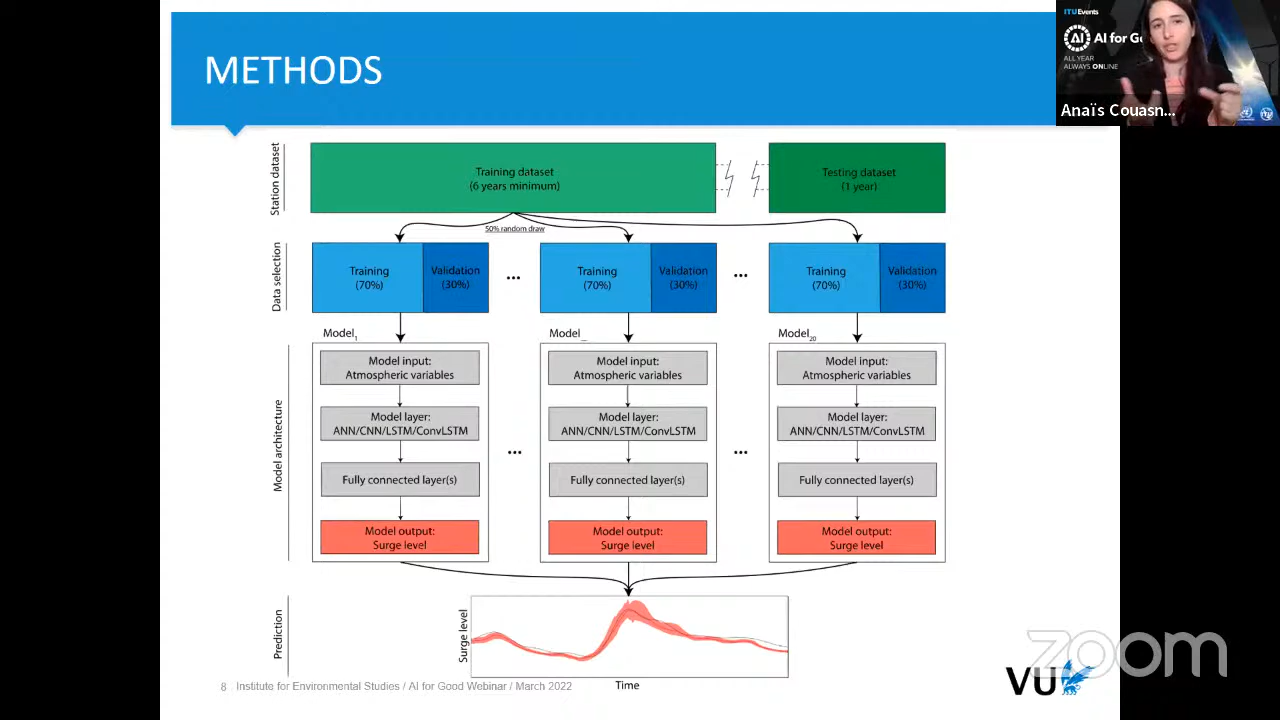 METHODS
ITUEvents
AI
AI for Go
ALL YEAR
ALWAYS ONLINE
Anaïs Couasn...
Station dataset
Training dataset
(6 years minimum)
Testing dataset
(1 year)
50% random draw
Data selection
Training
(70%)
Validation
(30%)
...
Training
(70%)
Validation
(30%)
...
Training
(70%)
Validation
(30%)
Model architecture
Model1
Model...
Model20
Model input:
Atmospheric variables
Model layer:
ANN/CNN/LSTM/ConvLSTM
Fully connected layer(s)
Model output:
Surge level
...
Model input:
Atmospheric variables
Model layer:
ANN/CNN/LSTM/ConvLSTM
Fully connected layer(s)
Model output:
Surge level
...
Model input:
Atmospheric variables
Model layer:
ANN/CNN/LSTM/ConvLSTM
Fully connected layer(s)
Model output:
Surge level
Prediction
Surge level
Time
8 Institute for Environmental Studies / AI for Good Webinar / March 2022
VU
zoom